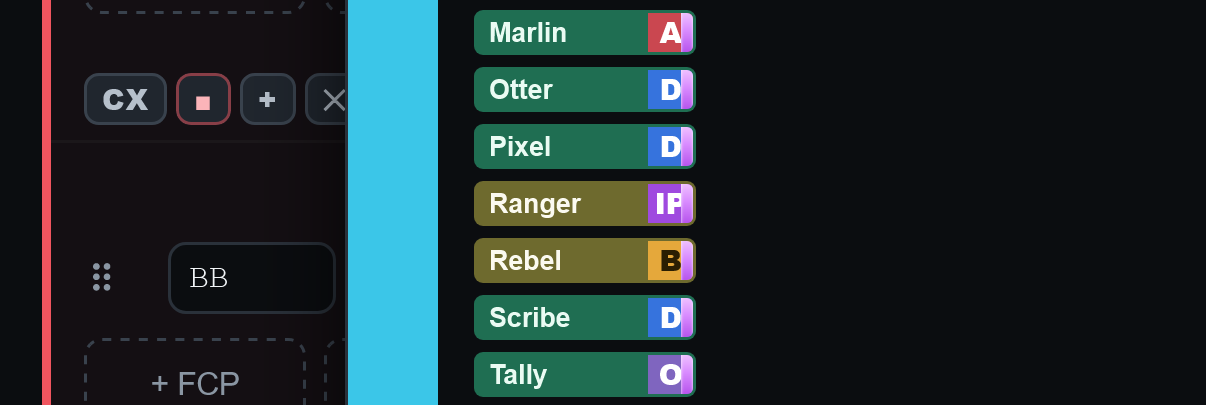 CX + ×
BB
+ FCP
Marlin A
Otter D
Pixel D
Ranger IP
Rebel B
Scribe D
Tally O